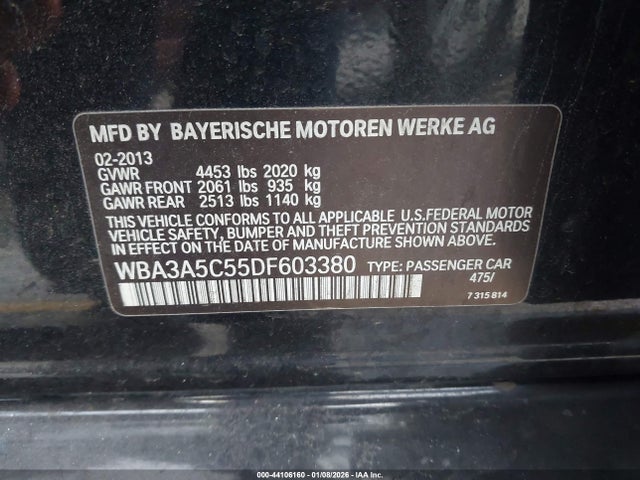 MFD BY BAYERISCHE MOTOREN WERKE AG
02-2013
GVWR 4453 lbs 2020 kg
GAWR FRONT 2061 lbs 935 kg
GAWR REAR 2513 lbs 1140 kg
THIS VEHICLE CONFORMS TO ALL APPLICABLE U.S.FEDERAL MOTOR
VEHICLE SAFETY, BUMPER AND THEFT PREVENTION STANDARDS
IN EFFECT ON THE DATE OF MANUFACTURE SHOWN ABOVE.
WBA3A5C55DF603380 TYPE: PASSENGER CAR
475/
7 315 814
000-44106160 | 01/08/2026 | IAA Inc.